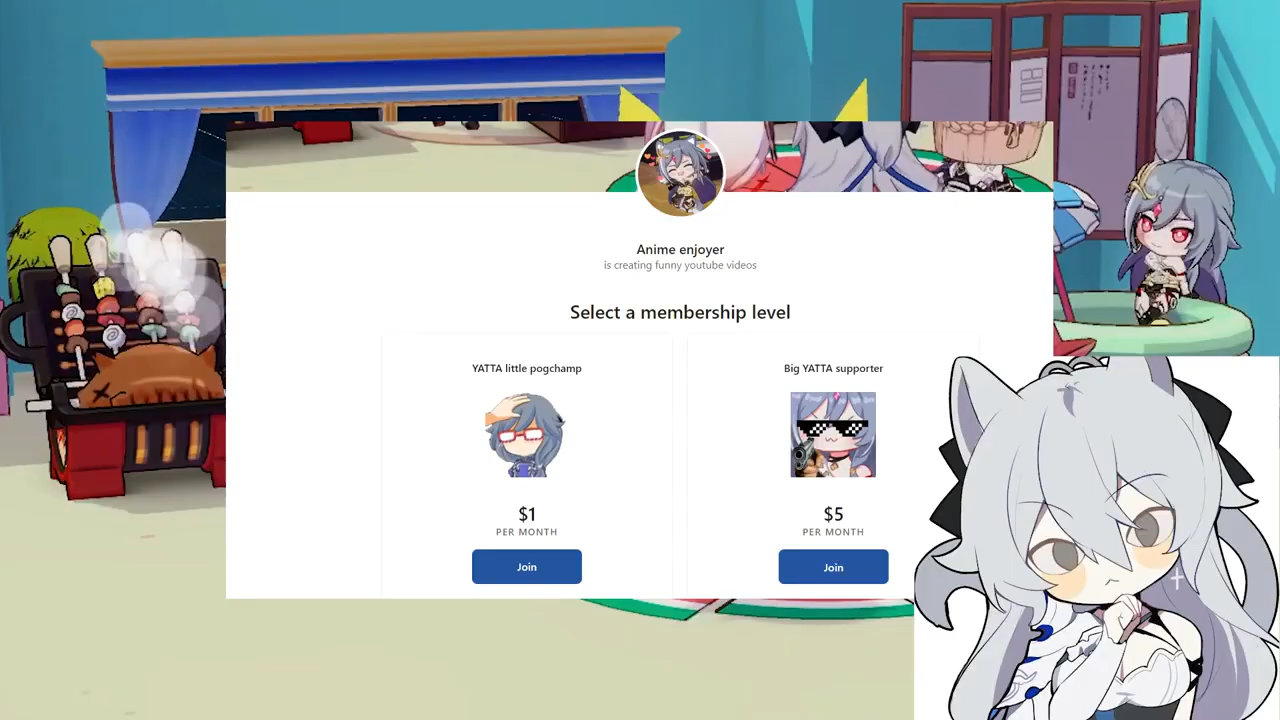 Anime enjoyer
is creating funny youtube videos
Select a membership level
YATTA little pogchamp
$1
PER MONTH
Join
Big YATTA supporter
$5
PER MONTH
Join